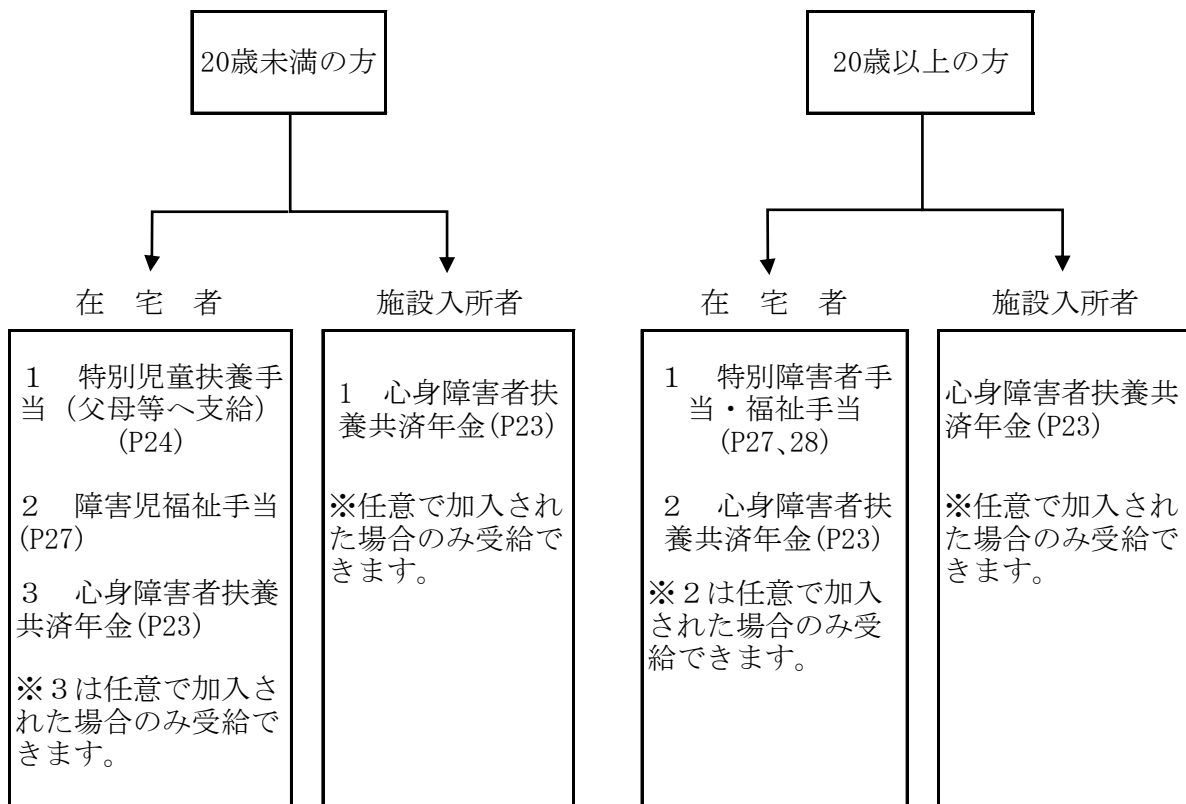 20歳未満の方
20歳以上の方
在　宅　者
施設入所者
在　宅　者
施設入所者
１　特別児童扶養手
当（父母等へ支給）
(P24)
２　障害児福祉手当
(P27)
３　心身障害者扶養
共済年金(P23)
※３は任意で加入さ
れた場合のみ受給で
きます。
1　心身障害者扶
養共済年金(P23)
※任意で加入され
た場合のみ受給で
きます。
１　特別障害者手
当・福祉手当
(P27、28)
２　心身障害者扶
養共済年金(P23)
※２は任意で加入
された場合のみ受
給できます。
心身障害者扶養共
済年金(P23)
※任意で加入され
た場合のみ受給で
きます。